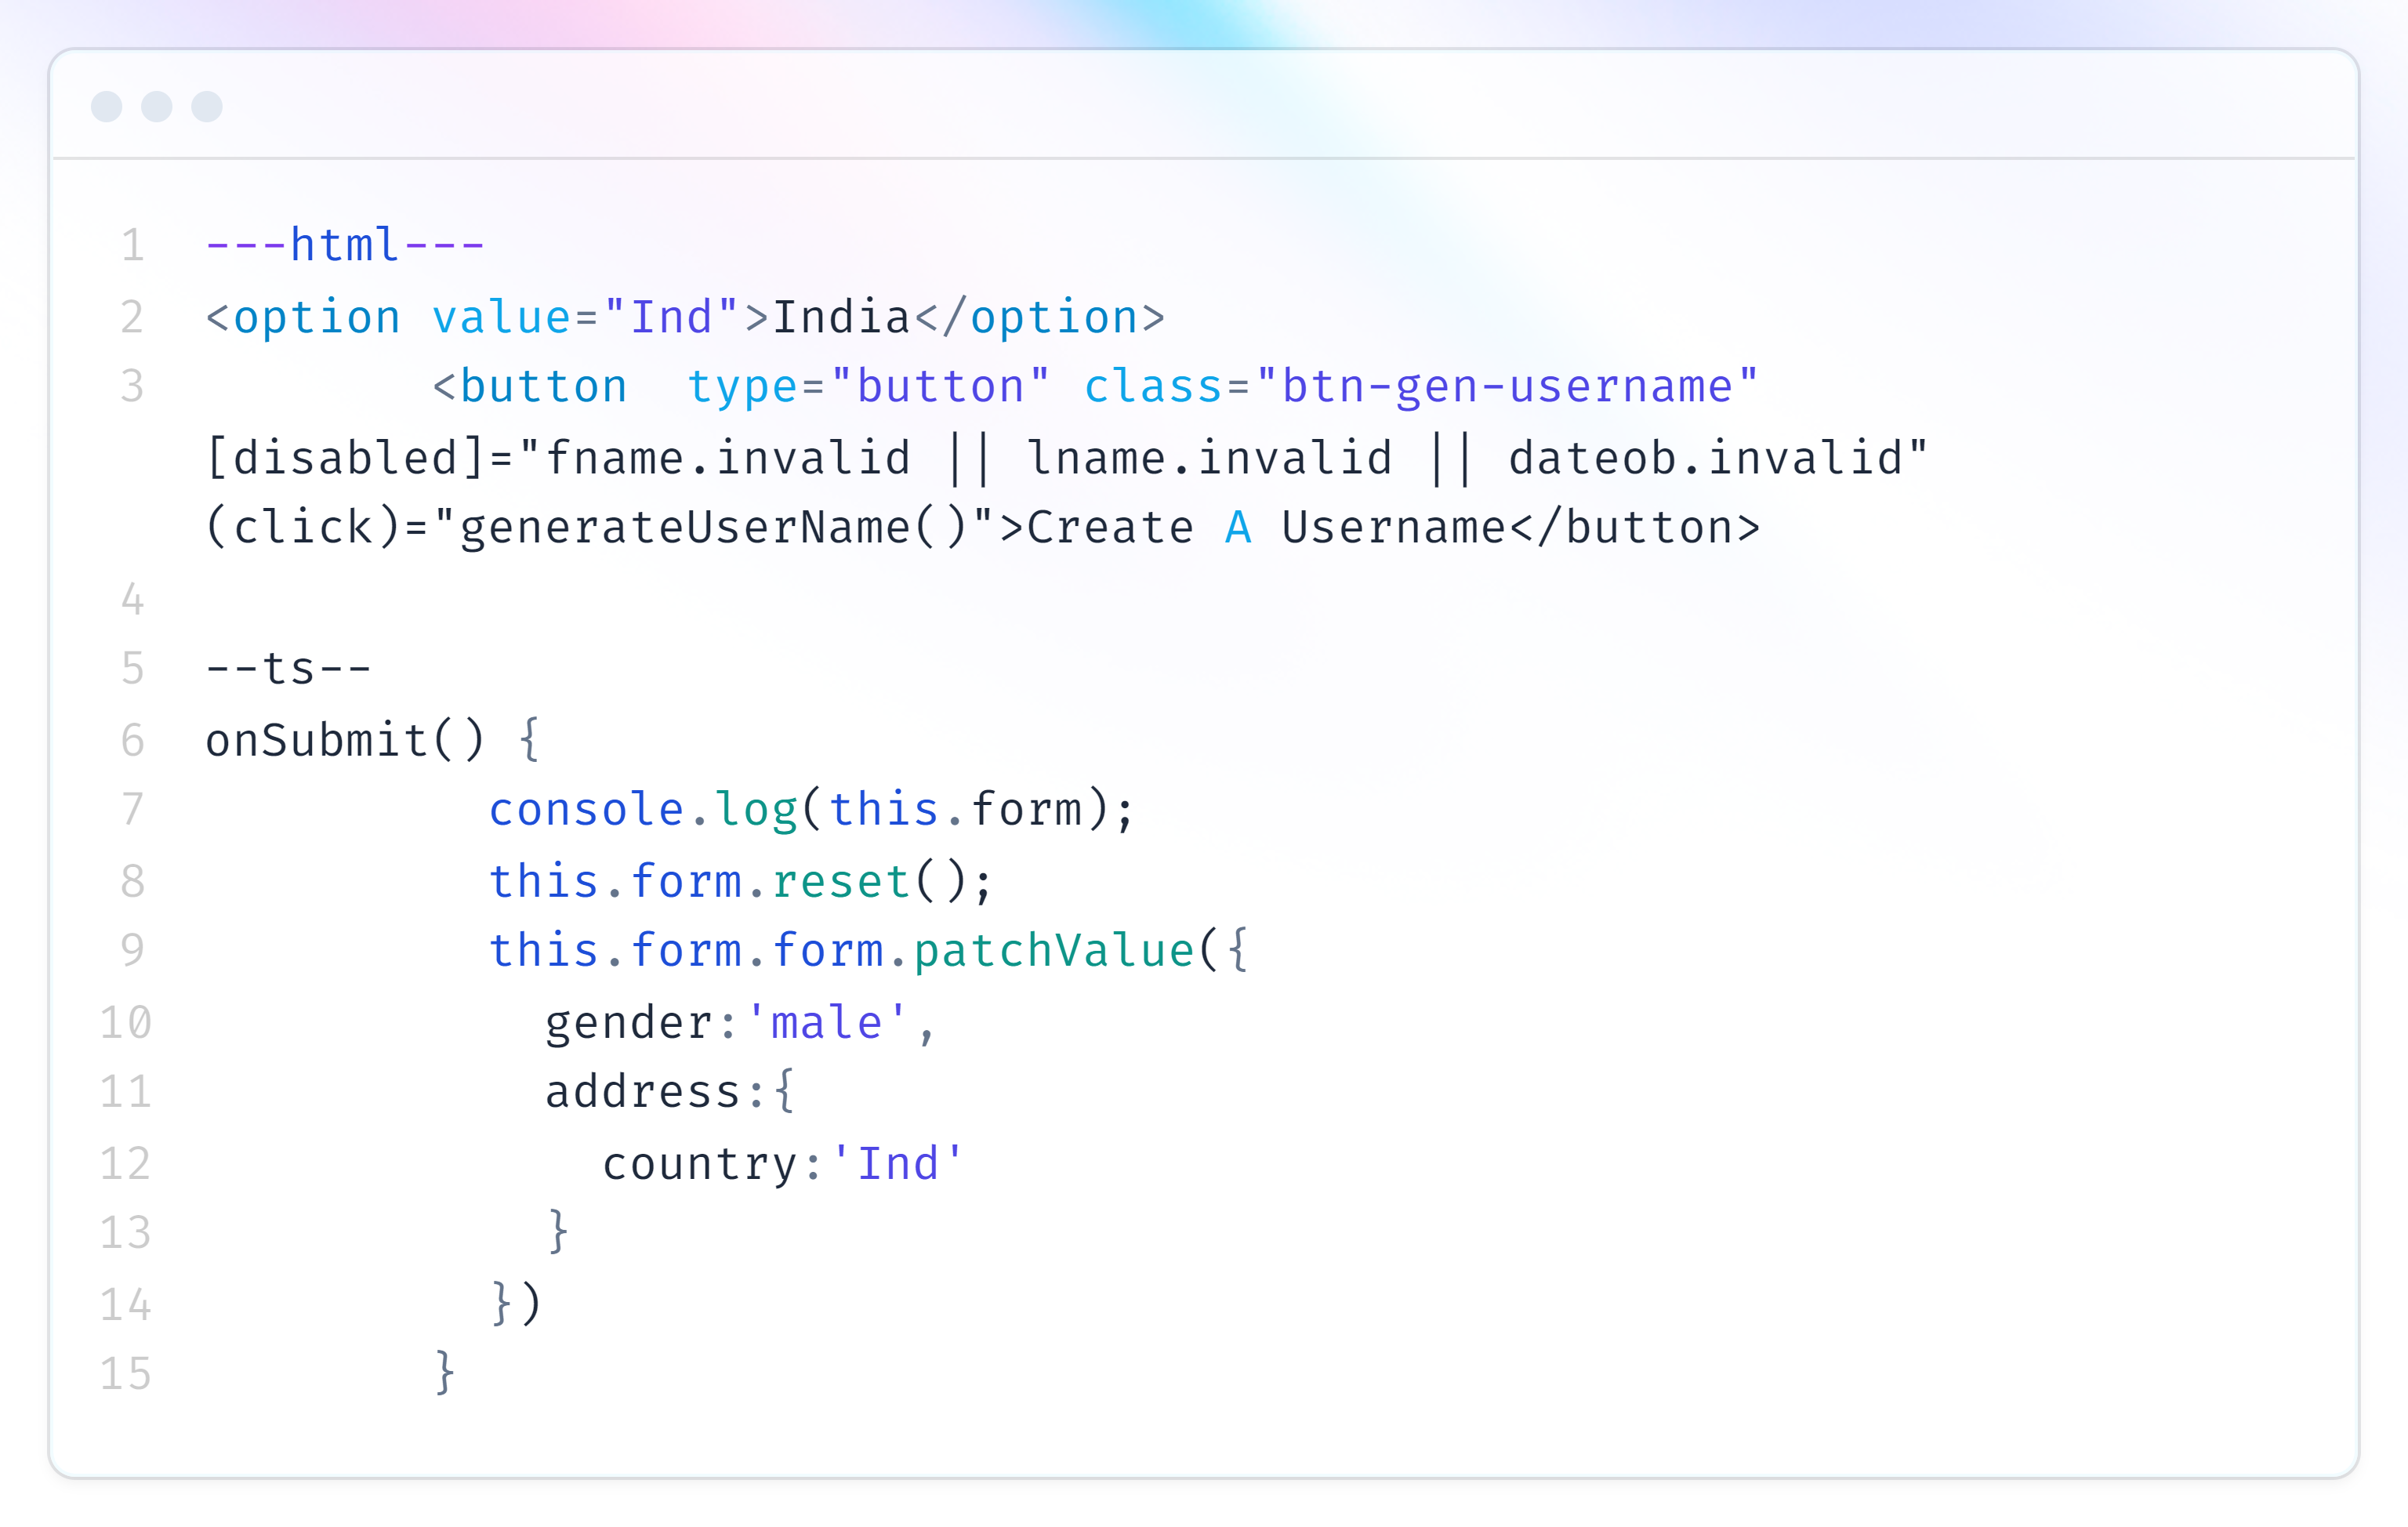 1 ---html---
2 <option value="Ind">India</option>
3         <button  type="button" class="btn-gen-username"
[disabled]="fname.invalid || lname.invalid || dateob.invalid"
(click)="generateUserName()">Create A Username</button>
4
5 --ts--
6 onSubmit() {
7           console.log(this.form);
8           this.form.reset();
9           this.form.form.patchValue({
10             gender:'male',
11             address:{
12               country:'Ind'
13             }
14           })
15         }